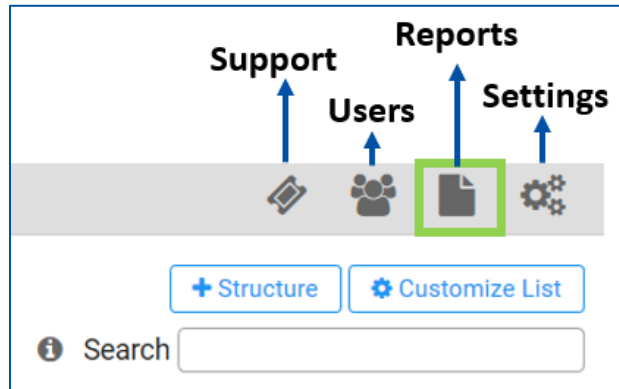 Reports
Support
Settings
Users
+ Structure
Customize List
Search